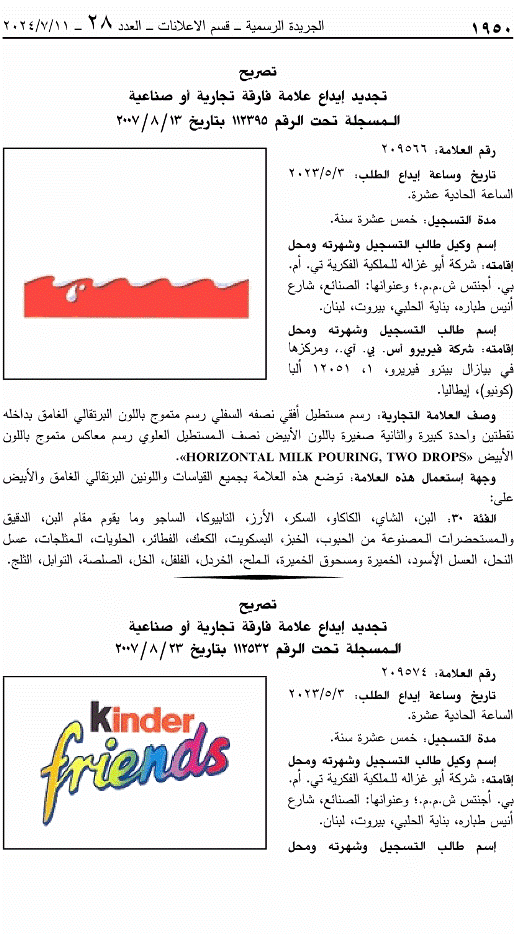 ١٩٥٠ الجريدة الرسمية ــ قسم الاعلانات ــ العدد ٢٨ ــ ٢٠٢٤/٧/١١
تصريح
تجديد إيداع علامة فارقة تجارية أو صناعية
المسجلة تحت الرقم ١١٢٣٩٥ بتاريخ ٢٠٠٧/٨/١٣
رقم العلامة: ٢٠٩٥٦٦
تاريخ وساعة إيداع الطلب: ٢٠٢٣/٥/٣
الساعة الحادية عشرة.
مدة التسجيل: خمس عشرة سنة.
إسم وكيل طالب التسجيل وشهرته ومحل
إقامته: شركة أبو غزاله للملكية الفكرية تي. أم.
بي. أجنتس ش.م.م.؛ وعنوانها: الصنائع، شارع
أنيس طباره، بناية الحلبي، بيروت، لبنان.
إسم طالب التسجيل وشهرته ومحل
إقامته: شركة فيريرو آس. بي. آي.، ومركزها
في بيازال بيترو فيريرو، ١، ١٢٠٥١ ألبا
(كونيو)، إيطاليا.
وصف العلامة التجارية: رسم مستطيل أفقي نصفه السفلي رسم متموج باللون البرتقالي الغامق بداخله
نقطتين واحدة كبيرة والثانية صغيرة باللون الأبيض نصف المستطيل العلوي رسم معاكس متموج باللون
الأبيض «HORIZONTAL MILK POURING, TWO DROPS».
وجهة إستعمال هذه العلامة: توضع هذه العلامة بجميع القياسات واللونين البرتقالي الغامق والأبيض
على:
الفئة ٣٠: البن، الشاي، الكاكاو، السكر، الأرز، التابيوكا، الساجو وما يقوم مقام البن، الدقيق
والمستحضرات المصنوعة من الحبوب، الخبز، البسكويت، الكعك، الفطائر، الحلويات، المثلجات، عسل
النحل، العسل الإسود، الخميرة ومسحوق الخميرة، الملح، الخردل، الفلفل، الخل، الصلصة، التوابل، الثلج.
تصريح
تجديد إيداع علامة فارقة تجارية أو صناعية
المسجلة تحت الرقم ١١٢٥٣٢ بتاريخ ٢٠٠٧/٨/٢٣
رقم العلامة: ٢٠٩٥٧٤
تاريخ وساعة إيداع الطلب: ٢٠٢٣/٥/٣
الساعة الحادية عشرة.
مدة التسجيل: خمس عشرة سنة.
إسم وكيل طالب التسجيل وشهرته ومحل
إقامته: شركة أبو غزاله للملكية الفكرية تي. أم.
بي. أجنتس ش.م.م.؛ وعنوانها: الصنائع، شارع
أنيس طباره، بناية الحلبي، بيروت، لبنان.
إسم طالب التسجيل وشهرته ومحل
Kinder
friends